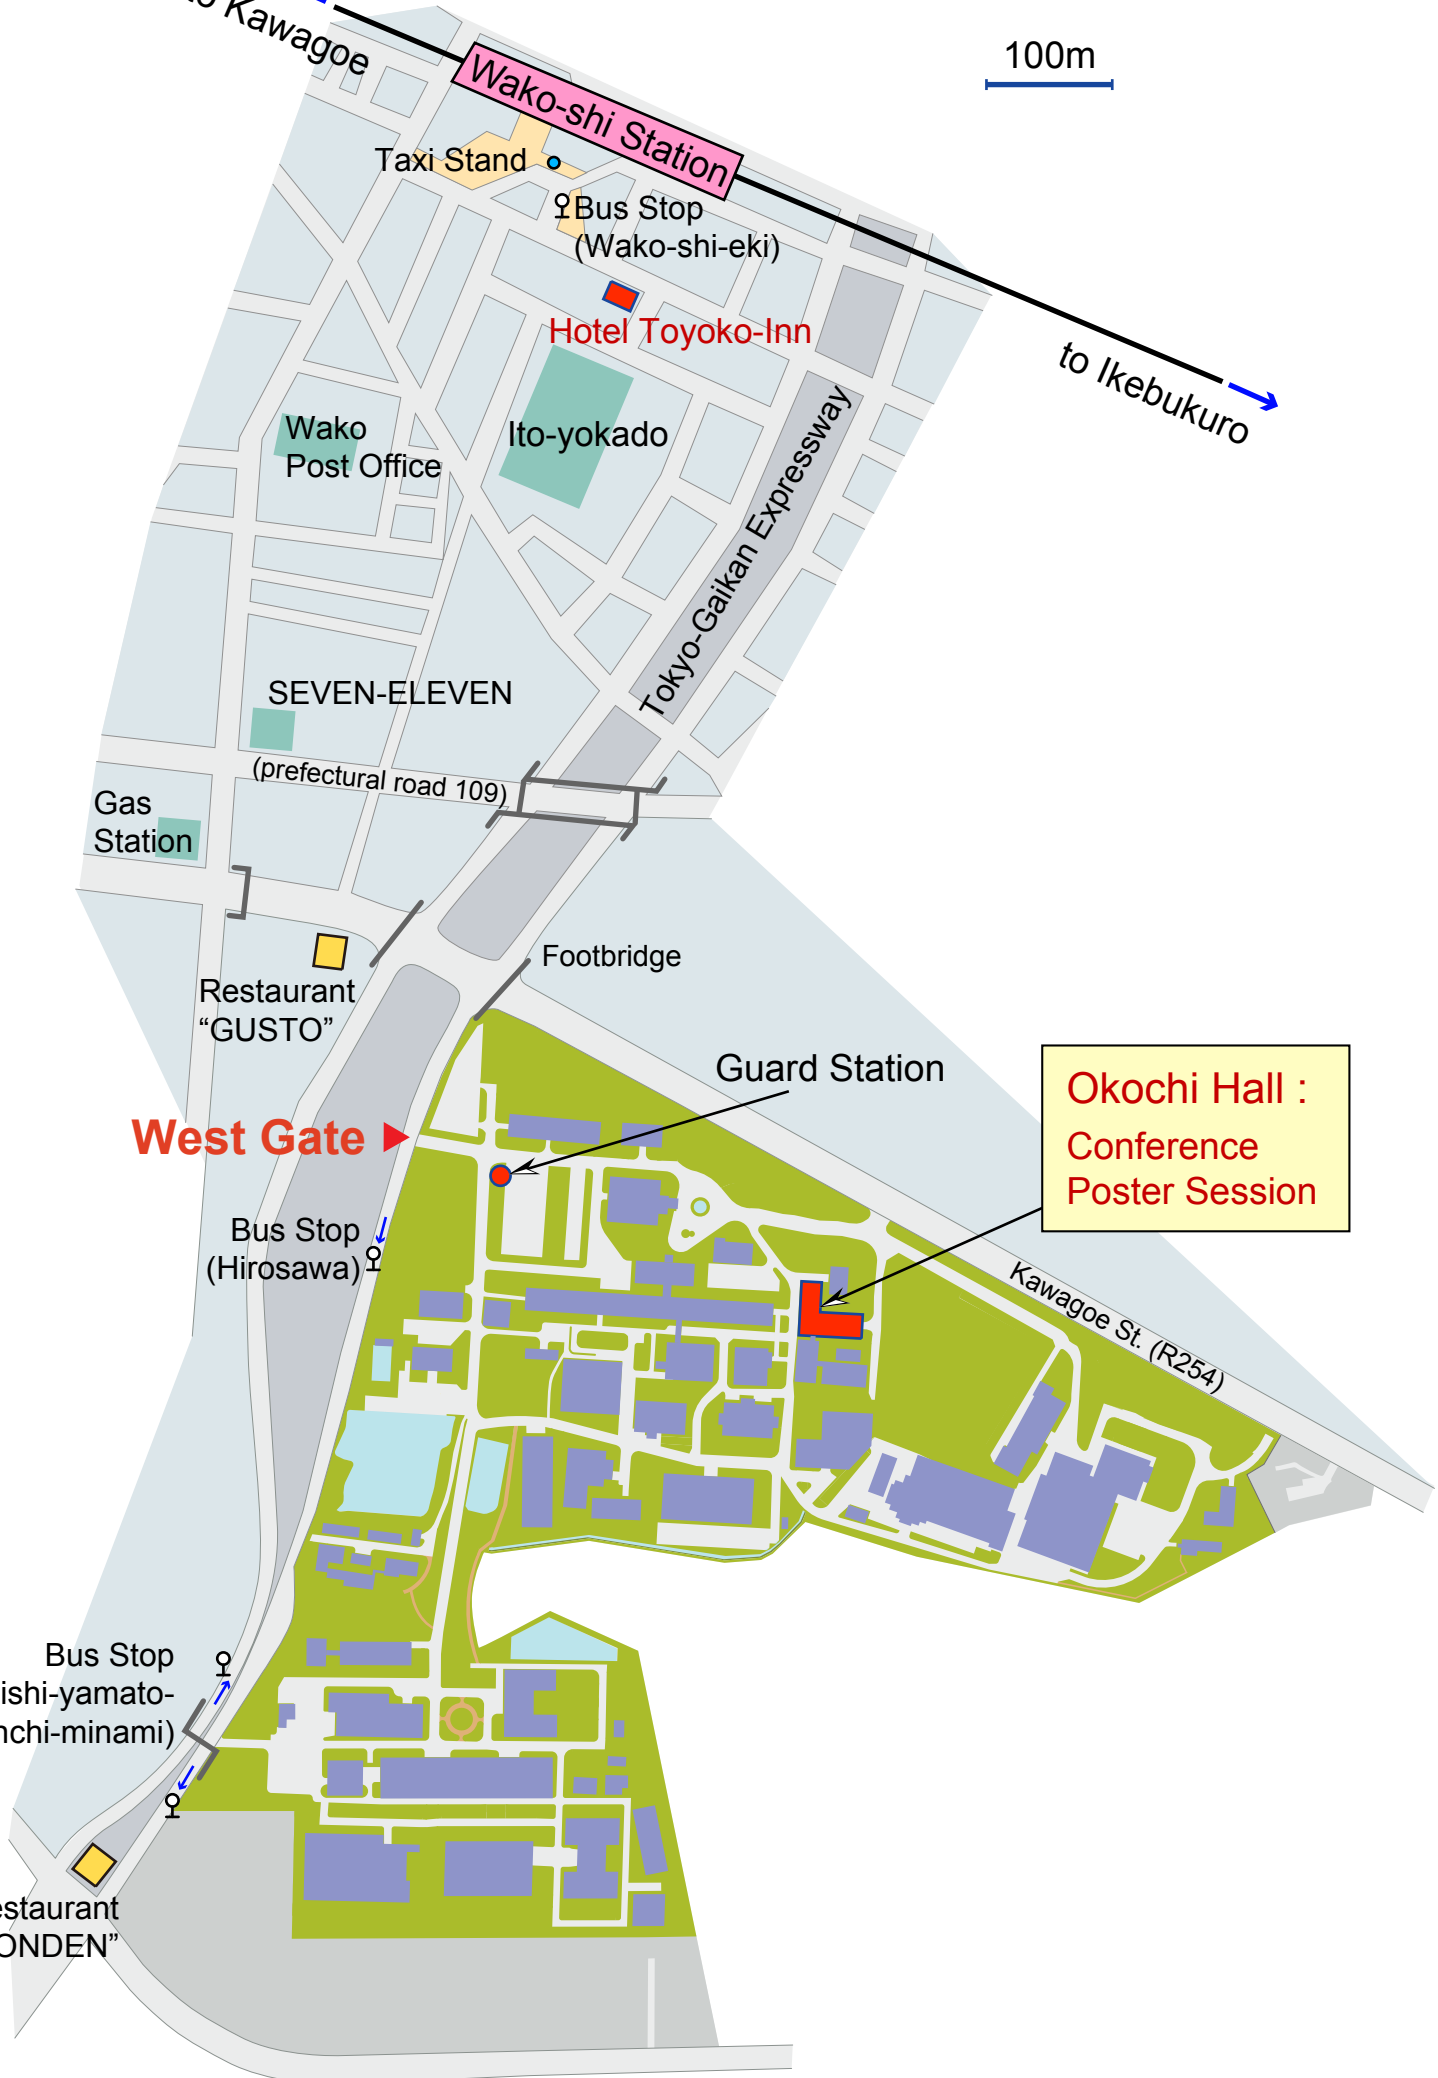 to Kawagoe
100m
Wako-shi Station
Taxi Stand
Bus Stop
(Wako-shi-eki)
Hotel Toyoko-Inn
to Ikebukuro
Wako
Post Office
Ito-yokado
Tokyo-Gaikan Expressway
SEVEN-ELEVEN
(prefectural road 109)
Gas
Station
Footbridge
Restaurant
“GUSTO”
Guard Station
Okochi Hall :
Conference
Poster Session
West Gate
Bus Stop
(Hirosawa)
Kawagoe St. (R254)
Bus Stop
ishi-yamato-
nchi-minami)
estaurant
ONDEN”